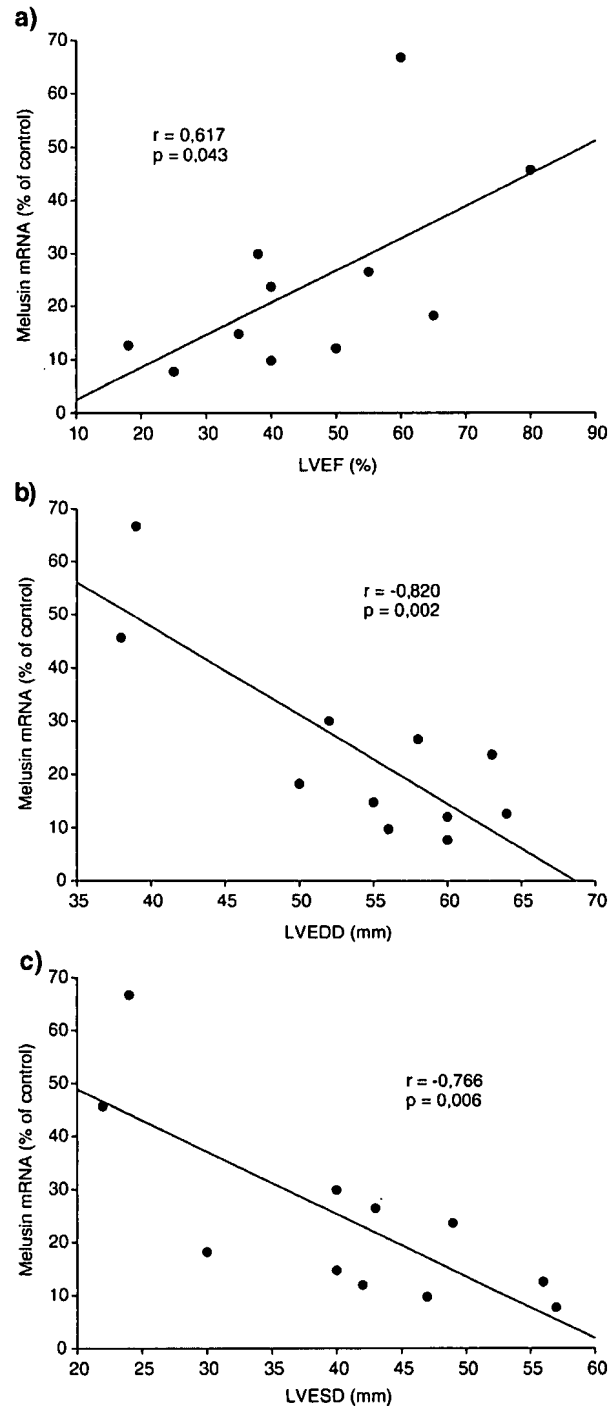 a)
70
60
50
40
30
20
10
0
Melusin mRNA (% of control)
r = 0,617
p = 0,043
10 20 30 40 50 60 70 80 90
LVEF (%)
b)
70
60
50
40
30
20
10
0
Melusin mRNA (% of control)
r = -0,820
p = 0,002
35 40 45 50 55 60 65 70
LVEDD (mm)
c)
70
60
50
40
30
20
10
0
Melusin mRNA (% of control)
r = -0,766
p = 0,006
20 25 30 35 40 45 50 55 60
LVESD (mm)